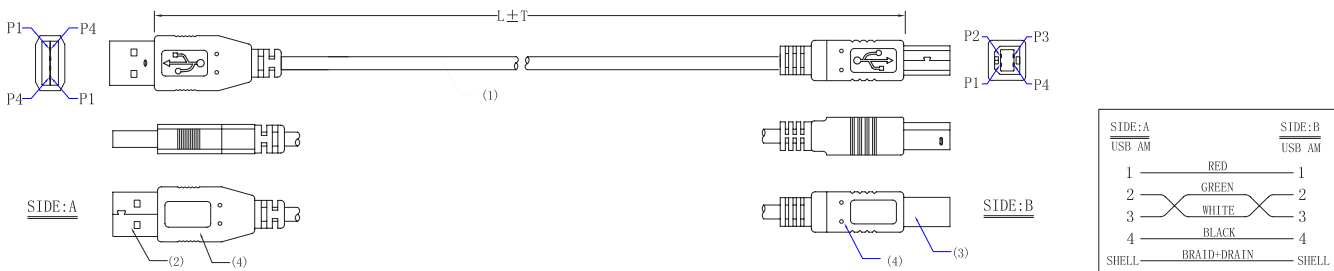 L±T
P1
P4
P4
P1
P2
P3
P1
P4
(1)
SIDE:A
(2)
(4)
(4)
(3)
SIDE:B
SIDE:A SIDE:B
USB AM USB AM
1 RED 1
2 GREEN 2
3 WHITE 3
4 BLACK 4
SHELL BRAID+DRAIN SHELL